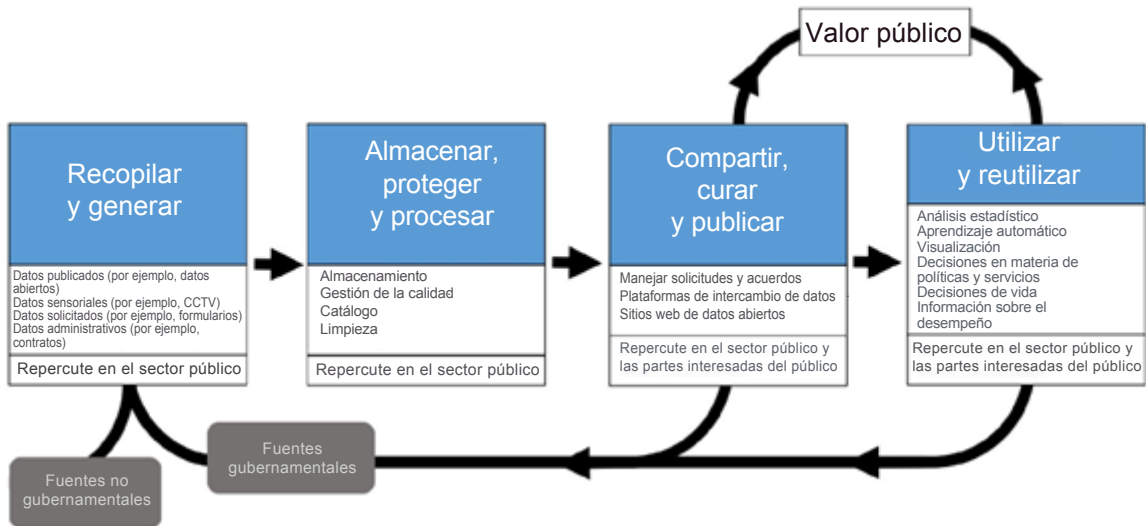 Valor público
Recopilar
y generar
Datos publicados (por ejemplo, datos
abiertos)
Datos sensoriales (por ejemplo, CCTV)
Datos solicitados (por ejemplo, formularios)
Datos administrativos (por ejemplo,
contratos)
Repercute en el sector público
Almacenar,
proteger
y procesar
Almacenamiento
Gestión de la calidad
Catálogo
Limpieza
Repercute en el sector público
Compartir,
curar
y publicar
Manejar solicitudes y acuerdos
Plataformas de intercambio de datos
Sitios web de datos abiertos
Repercute en el sector público y
las partes interesadas del público
Utilizar
y reutilizar
Análisis estadístico
Aprendizaje automático
Visualización
Decisiones en materia de
políticas y servicios
Decisiones de vida
Información sobre el
desempeño
Repercute en el sector público y
las partes interesadas del público
Fuentes no
gubernamentales
Fuentes
gubernamentales